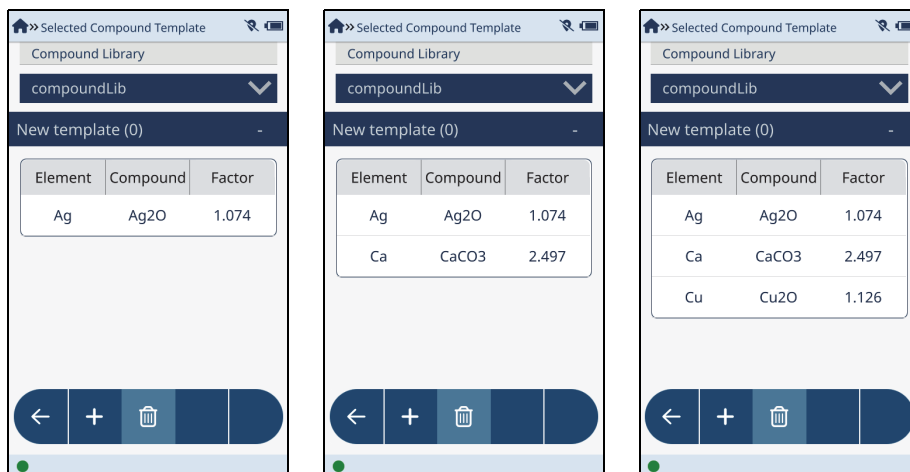 » Selected Compound Template
Compound Library
compoundLib
New template (0) -
Element Compound Factor
Ag Ag2O 1.074
» Selected Compound Template
Compound Library
compoundLib
New template (0) -
Element Compound Factor
Ag Ag2O 1.074
Ca CaCO3 2.497
» Selected Compound Template
Compound Library
compoundLib
New template (0) -
Element Compound Factor
Ag Ag2O 1.074
Ca CaCO3 2.497
Cu Cu2O 1.126